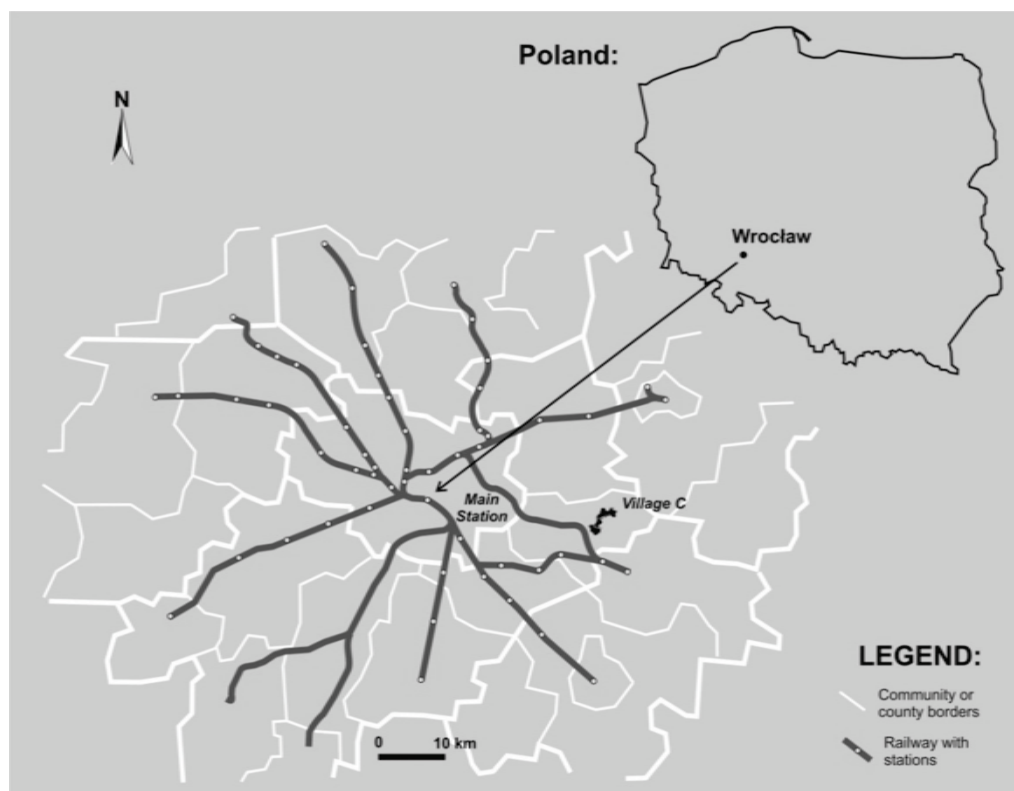 Poland:
N
Wrocław
Main
Station
Village C
LEGEND:
Community or
county borders
Railway with
stations
0 10 km